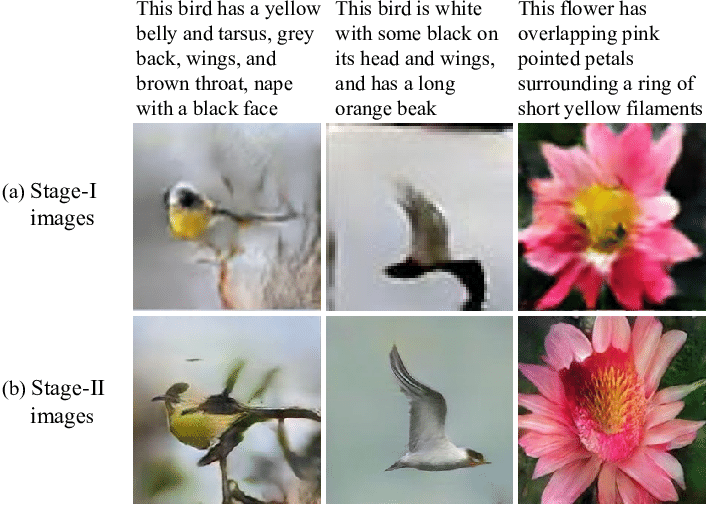 This bird has a yellow
belly and tarsus, grey
back, wings, and
brown throat, nape
with a black face
This bird is white
with some black on
its head and wings,
and has a long
orange beak
This flower has
overlapping pink
pointed petals
surrounding a ring of
short yellow filaments
(a) Stage-I
images
(b) Stage-II
images